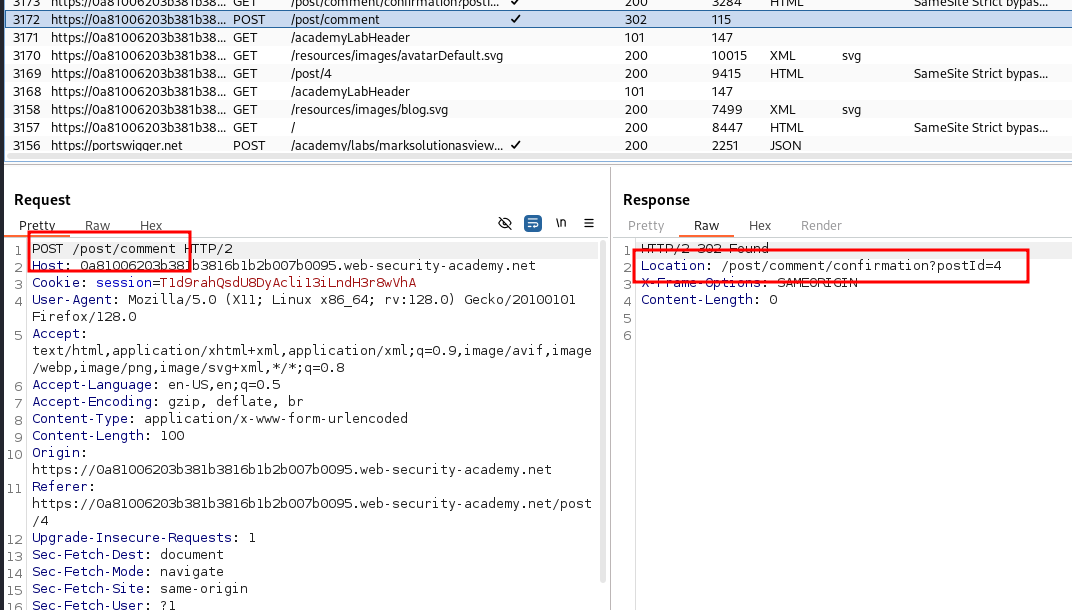 3173 https://0a81006203b381b38... GET /post/comment/confirmation?posti... ✓ 200 3284 HTML SameSite Strict bypas...
3172 https://0a81006203b381b38... POST /post/comment ✓ 302 115
3171 https://0a81006203b381b38... GET /academyLabHeader 101 147
3170 https://0a81006203b381b38... GET /resources/images/avatarDefault.svg 200 10015 XML svg
3169 https://0a81006203b381b38... GET /post/4 200 9415 HTML SameSite Strict bypas...
3168 https://0a81006203b381b38... GET /academyLabHeader 101 147
3158 https://0a81006203b381b38... GET /resources/images/blog.svg 200 7499 XML svg
3157 https://0a81006203b381b38... GET / 200 8447 HTML SameSite Strict bypas...
3156 https://portswigger.net POST /academy/labs/marksolutionasview... ✓ 200 2251 JSON
Request
Pretty Raw Hex \n
1 POST /post/comment HTTP/2
2 Host: 0a81006203b381b3816b1b2b007b0095.web-security-academy.net
3 Cookie: session=T1d9rahQsdU8DyAcli13iLndH3r8wVhA
4 User-Agent: Mozilla/5.0 (X11; Linux x86_64; rv:128.0) Gecko/20100101
Firefox/128.0
5 Accept:
text/html,application/xhtml+xml,application/xml;q=0.9,image/avif,image
/webp,image/png,image/svg+xml,*/*;q=0.8
6 Accept-Language: en-US,en;q=0.5
7 Accept-Encoding: gzip, deflate, br
8 Content-Type: application/x-www-form-urlencoded
9 Content-Length: 100
10 Origin:
https://0a81006203b381b3816b1b2b007b0095.web-security-academy.net
11 Referer:
https://0a81006203b381b3816b1b2b007b0095.web-security-academy.net/post
/4
12 Upgrade-Insecure-Requests: 1
13 Sec-Fetch-Dest: document
14 Sec-Fetch-Mode: navigate
15 Sec-Fetch-Site: same-origin
16 Sec-Fetch-User: ?1
Response
Pretty Raw Hex Render
1 HTTP/2 302 Found
2 Location: /post/comment/confirmation?postId=4
3 X-Frame-Options: SAMEORIGIN
4 Content-Length: 0
5
6